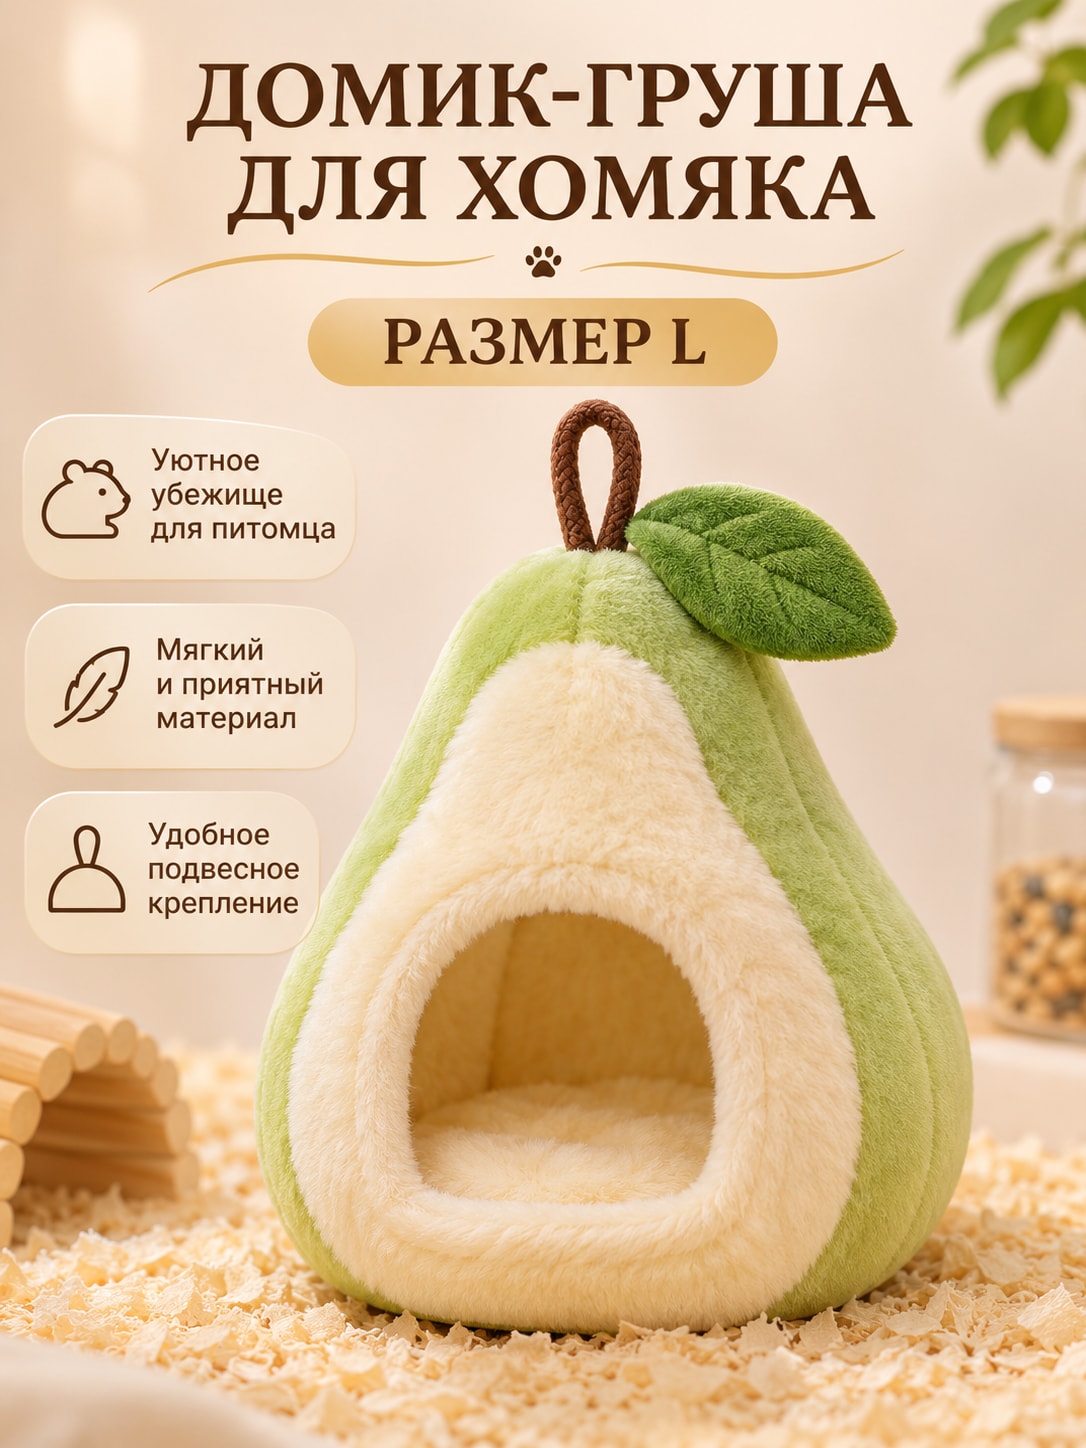 ДОМИК-ГРУША
ДЛЯ ХОМЯКА
РАЗМЕР L
Уютное
убежище
для питомца
Мягкий
и приятный
материал
Удобное
подвесное
крепление